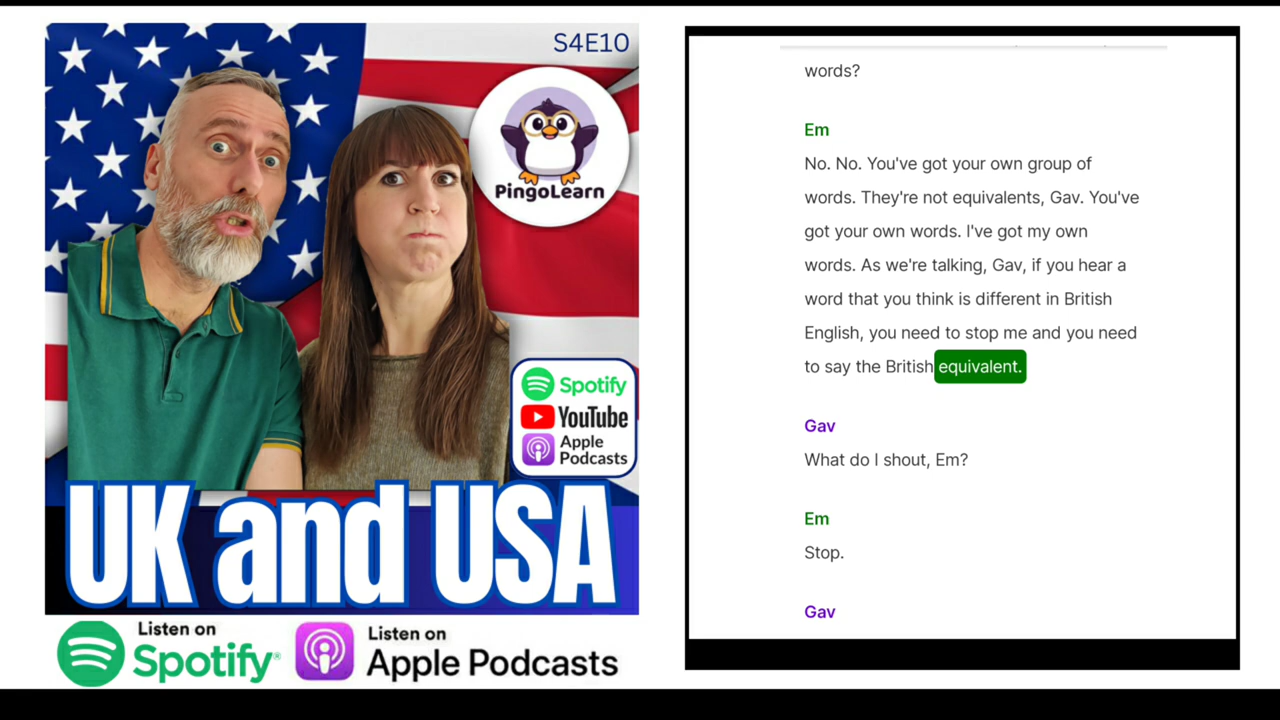 S4E10
PingoLearn
Spotify
YouTube
Apple
Podcasts
UK and USA
Listen on
Spotify
Listen on
Apple Podcasts
words?
Em
No. No. You've got your own group of
words. They're not equivalents, Gav. You've
got your own words. I've got my own
words. As we're talking, Gav, if you hear a
word that you think is different in British
English, you need to stop me and you need
to say the British equivalent.
Gav
What do I shout, Em?
Em
Stop.
Gav